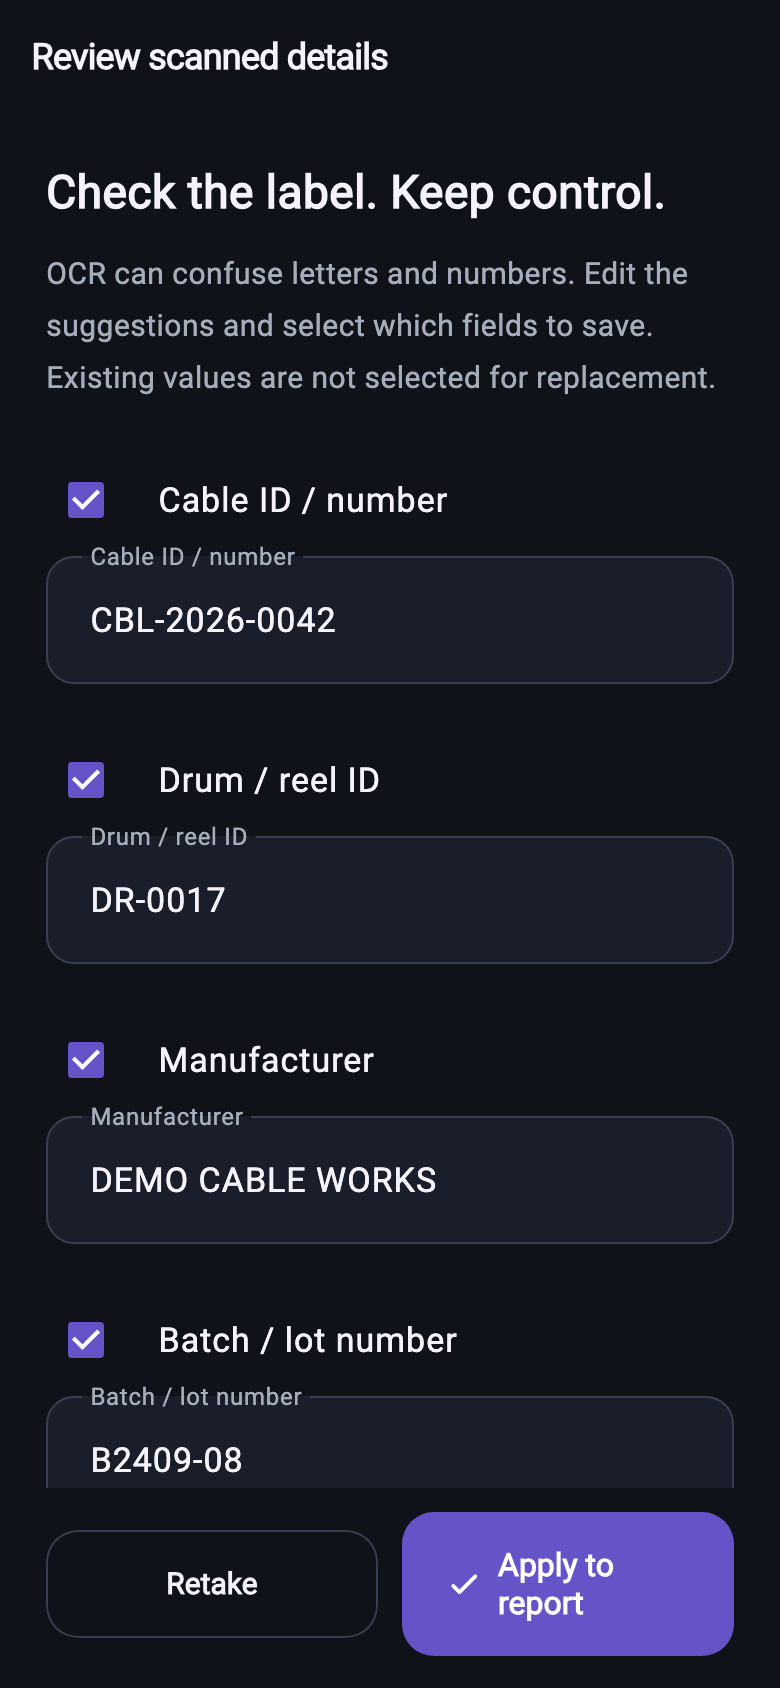 Review scanned details
Check the label. Keep control.
OCR can confuse letters and numbers. Edit the
suggestions and select which fields to save.
Existing values are not selected for replacement.
Cable ID / number
Cable ID / number
CBL-2026-0042
Drum / reel ID
Drum / reel ID
DR-0017
Manufacturer
Manufacturer
DEMO CABLE WORKS
Batch / lot number
Batch / lot number
B2409-08
Retake
Apply to
report